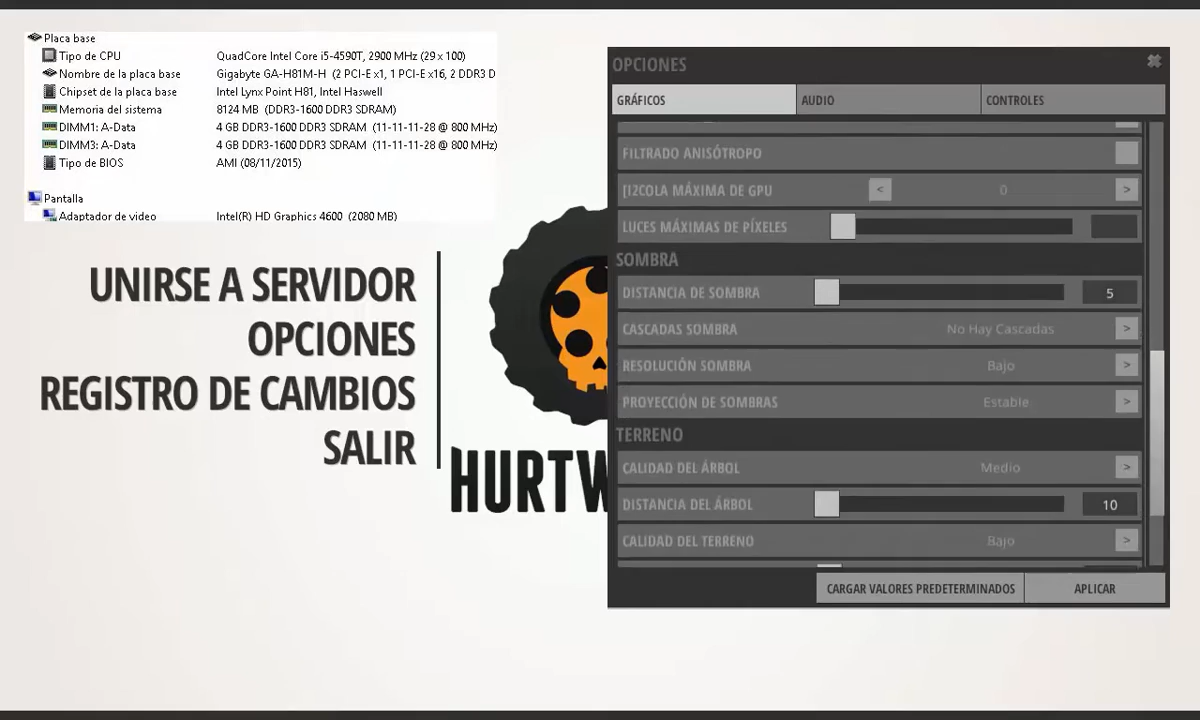 Placa base
Tipo de CPU QuadCore Intel Core i5-4590T, 2900 MHz (29 x 100)
Nombre de la placa base Gigabyte GA-H81M-H (2 PCI-E x1, 1 PCI-E x16, 2 DDR3 D
Chipset de la placa base Intel Lynx Point H81, Intel Haswell
Memoria del sistema 8124 MB (DDR3-1600 DDR3 SDRAM)
DIMM1: A-Data 4 GB DDR3-1600 DDR3 SDRAM (11-11-11-28 @ 800 MHz)
DIMM3: A-Data 4 GB DDR3-1600 DDR3 SDRAM (11-11-11-28 @ 800 MHz)
Tipo de BIOS AMI (08/11/2015)
Pantalla
Adaptador de video Intel(R) HD Graphics 4600 (2080 MB)
UNIRSE A SERVIDOR
OPCIONES
REGISTRO DE CAMBIOS
SALIR
HURTW
OPCIONES
GRÁFICOS AUDIO CONTROLES
FILTRADO ANISÓTROPO
[I2COLA MÁXIMA DE GPU < 0 >
LUCES MÁXIMAS DE PÍXELES
SOMBRA
DISTANCIA DE SOMBRA 5
CASCADAS SOMBRA No Hay Cascadas >
RESOLUCIÓN SOMBRA Bajo >
PROYECCIÓN DE SOMBRAS Estable >
TERRENO
CALIDAD DEL ÁRBOL Medio >
DISTANCIA DEL ÁRBOL 10
CALIDAD DEL TERRENO Bajo >
CARGAR VALORES PREDETERMINADOS APLICAR